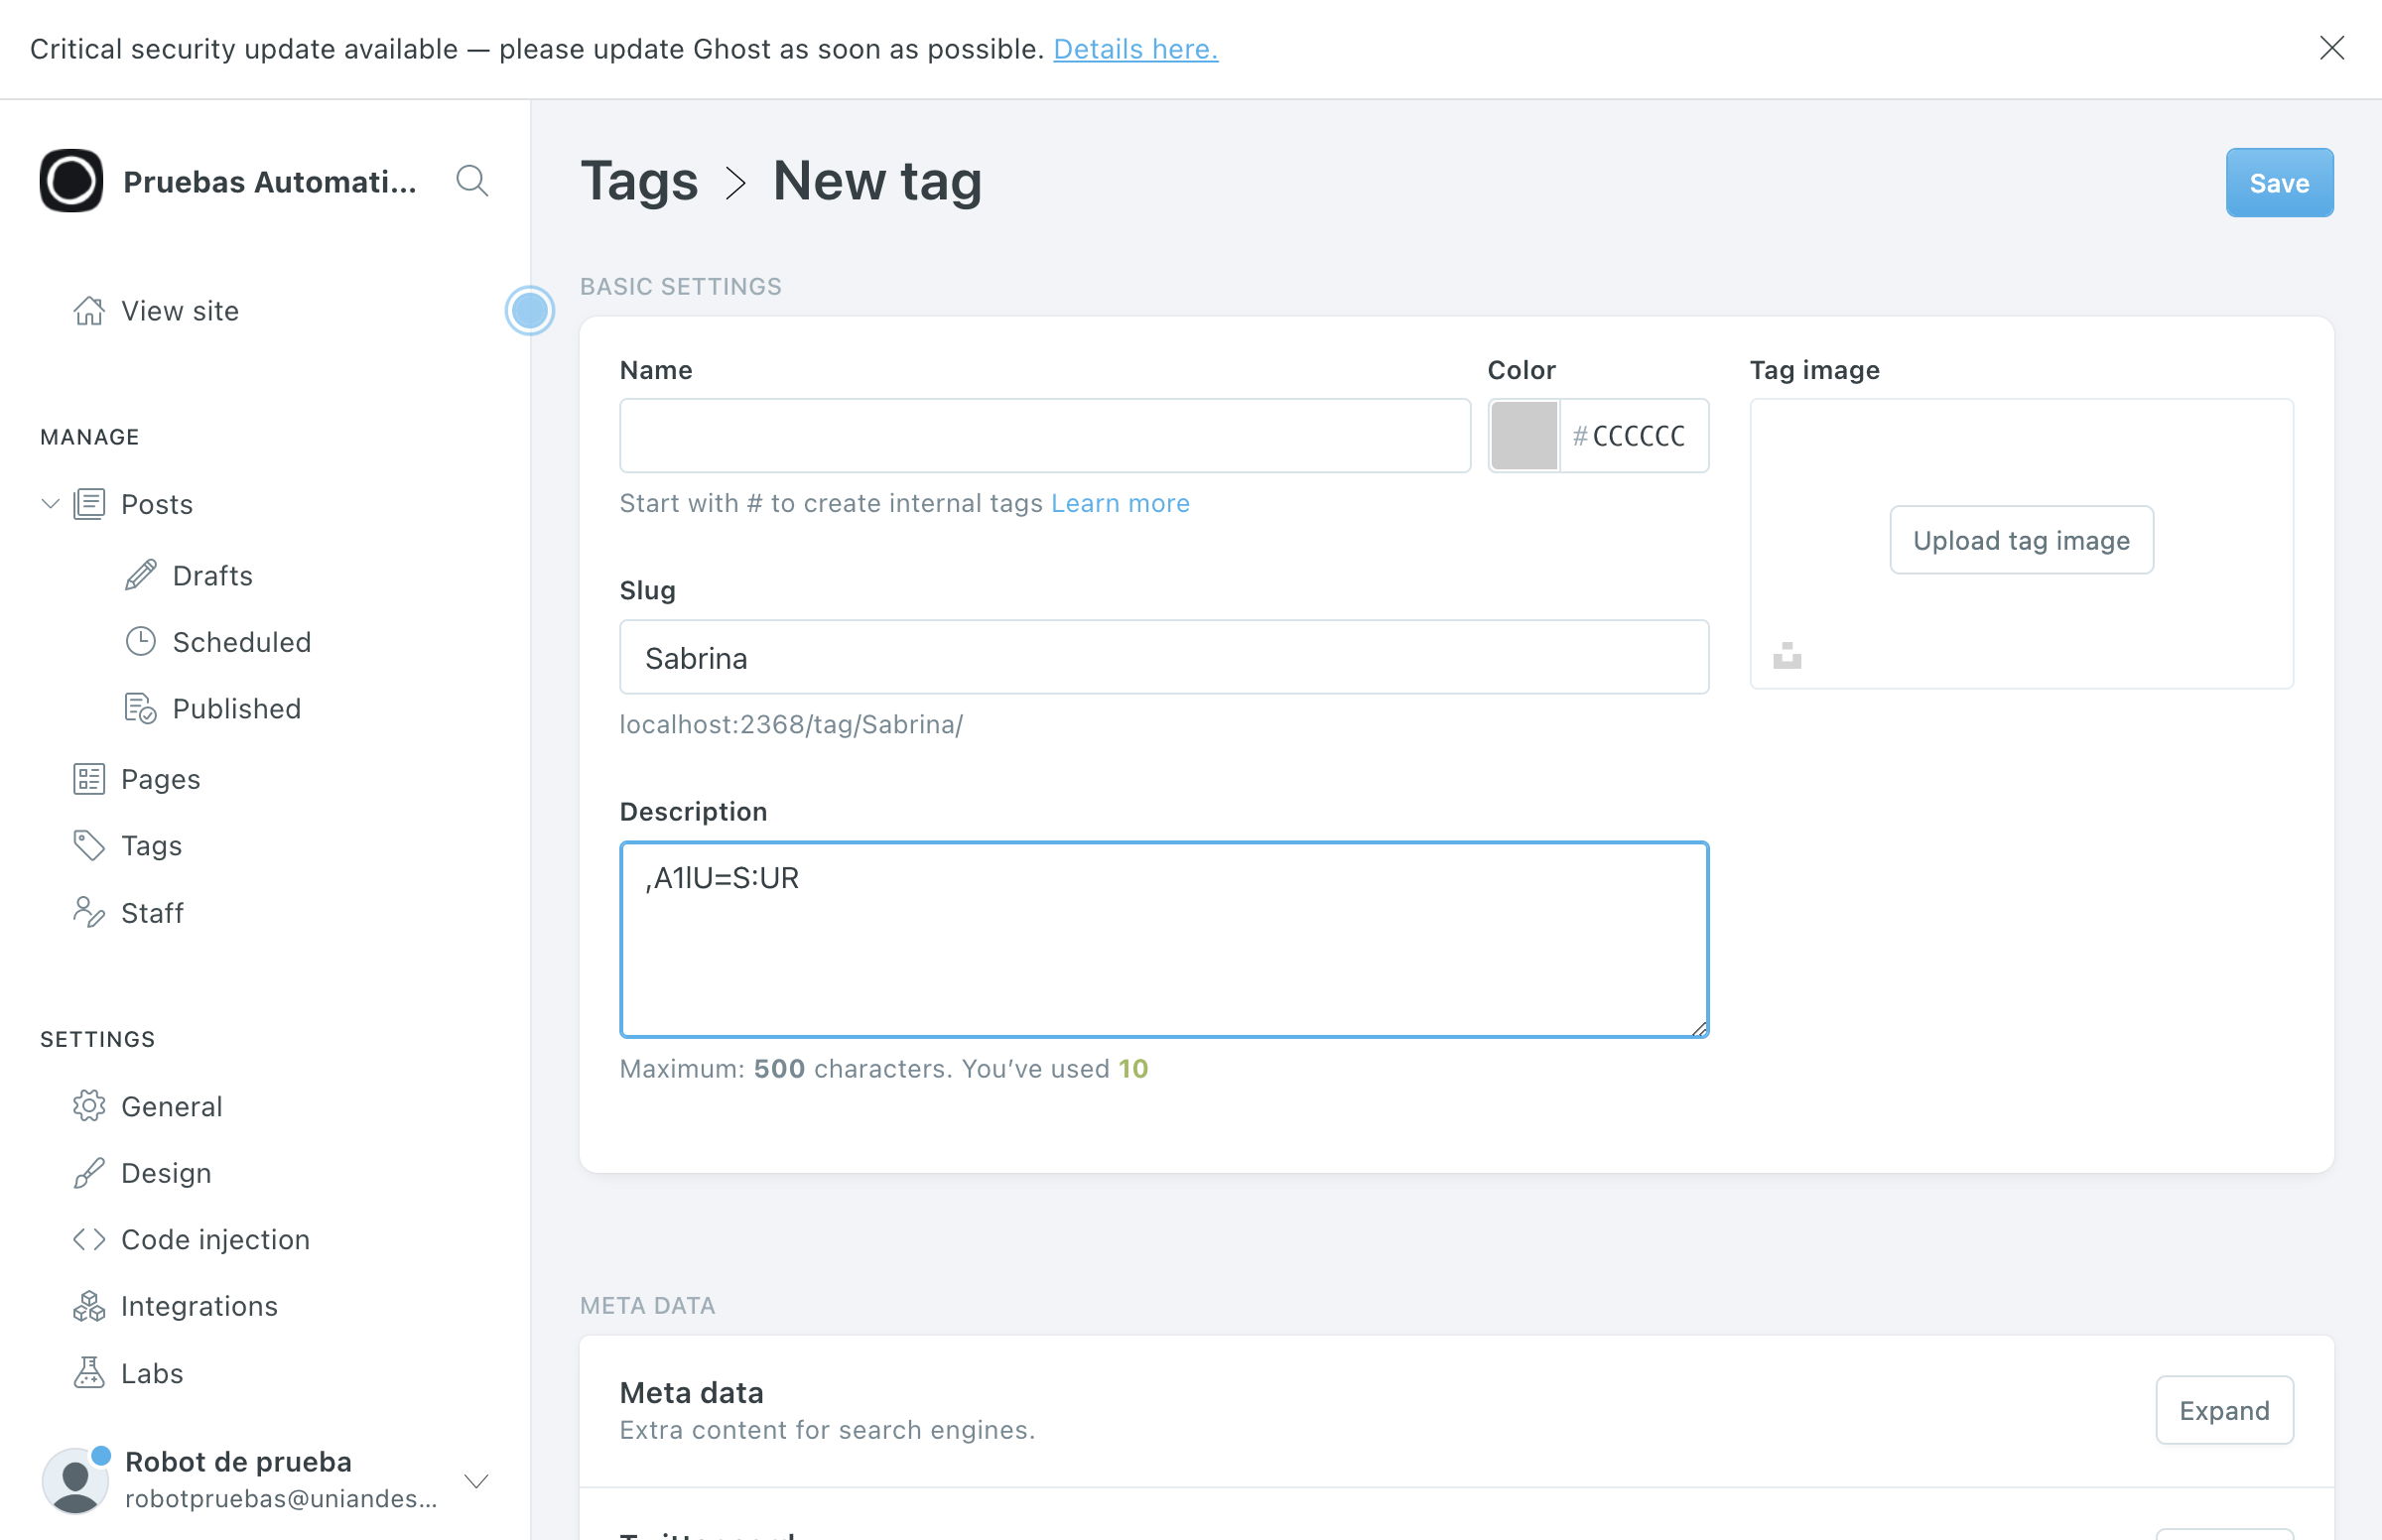 Critical security update available — please update Ghost as soon as possible. Details here.
Pruebas Automati...
View site
MANAGE
Posts
Drafts
Scheduled
Published
Pages
Tags
Staff
SETTINGS
General
Design
Code injection
Integrations
Labs
Robot de prueba
robotpruebas@uniandes...
Tags > New tag
Save
BASIC SETTINGS
Name
Color
#CCCCCC
Start with # to create internal tags Learn more
Slug
Sabrina
localhost:2368/tag/Sabrina/
Description
,A1lU=S:UR
Maximum: 500 characters. You’ve used 10
Tag image
Upload tag image
META DATA
Meta data
Extra content for search engines.
Expand